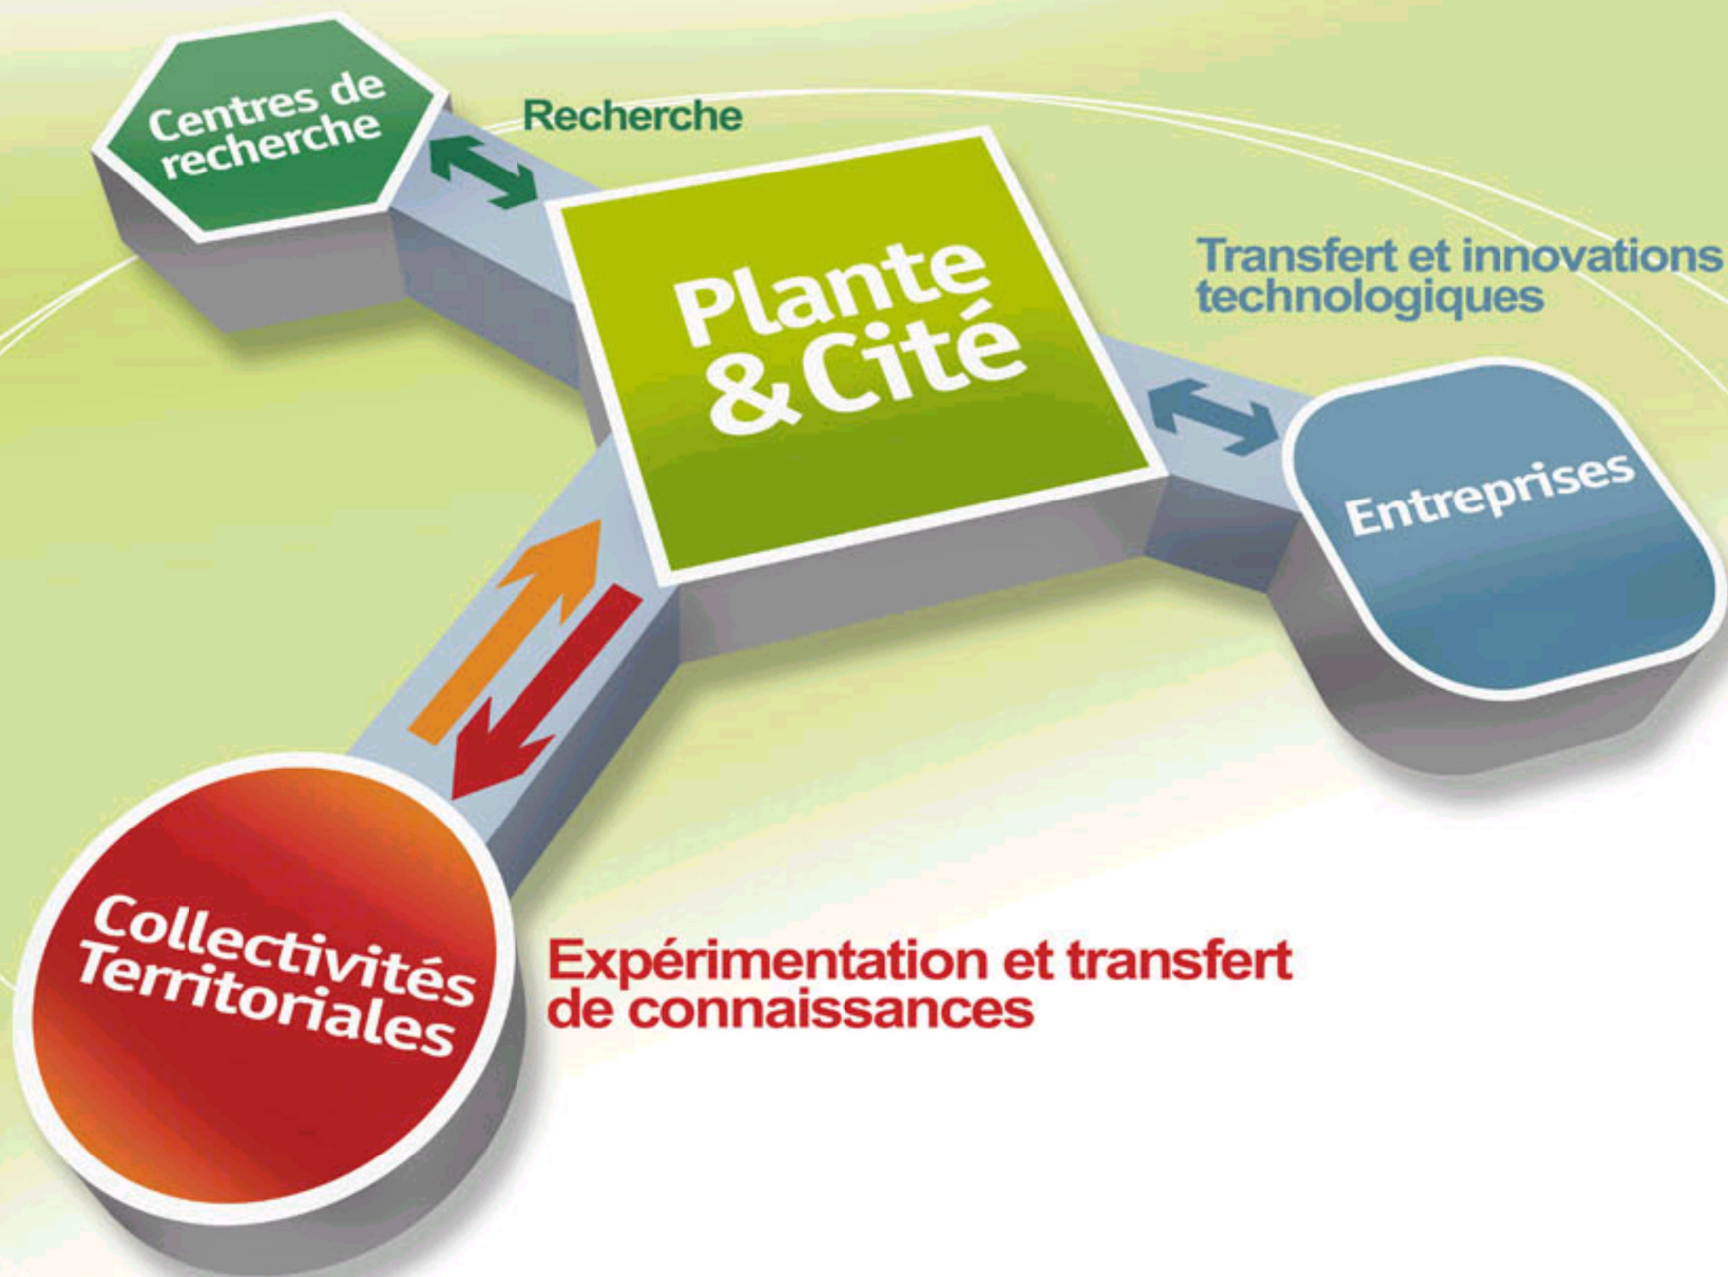 Centres de
recherche
Recherche
Plante
& Cité
Transfert et innovations
technologiques
Entreprises
Collectivités
Territoriales
Expérimentation et transfert
de connaissances